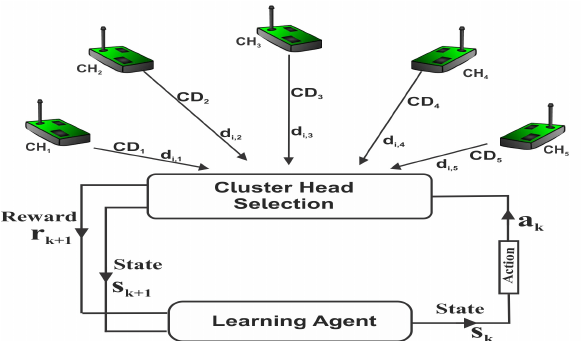 CH3
CH2
CH4
CD2
CD3
CD4
CH1
CD1
di,1
di,2
di,3
di,4
di,5
CD5
CH5
Cluster Head
Selection
Reward
rk+1
State
sk+1
ak
Action
Learning Agent
State
sk